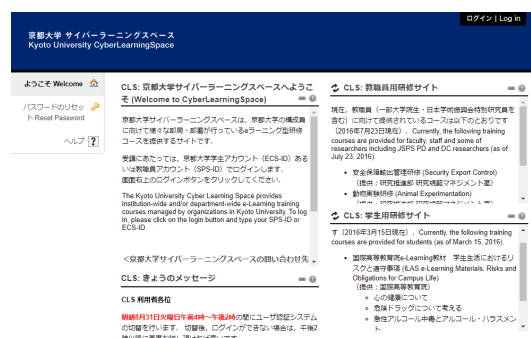 ログイン | Log in
京都大学 サイバーラーニングスペース
Kyoto University CyberLearningSpace
ようこそ Welcome
パスワードのリセッ
ト Reset Password
ヘルプ ?
CLS: 京都大学サイバーラーニングスペースへようこ
そ (Welcome to CyberLearningSpace)
京都大学サイバーラーニングスペースは，京都大学の構成員
に向けて様々な部局・部署が行っているeラーニング型研修
コースを提供するサイトです．
受講にあたっては，京都大学学生アカウント（ECS-ID）ある
いは教職員アカウント（SPS-ID）でログインします．
画面右上のログインボタンをクリックしてください．
The Kyoto University Cyber Learning Space provides
institution-wide and/or department-wide e-Learning training
courses managed by organizations in Kyoto University. To log
in, please click on the login button and type your SPS-ID or
ECS-ID.
＜京都大学サイバーラーニングスペースの問い合わせ先
CLS: きょうのメッセージ
CLS 利用者各位
明朝8月31日火曜日午前4時～午後2時の間にユーザ認証システム
の切替を行います． 切替後，ログインができない場合は，午後2
CLS: 教職員用研修サイト
現在，教職員（一部大学院生・日本学術振興会特別研究員を
含む）に向けて提供されているコースは以下のとおりです
（2016年7月23日現在）．Currently, the following training
courses are provided for faculty, staff and some of
researchers including JSPS PD and DC researchers (as of
July 23, 2016).
安全保障輸出管理研修 (Security Export Control)
（提供：研究推進部 研究規範マネジメント室）
動物実験研修 (Animal Experimentation)
CLS: 学生用研修サイト
す（2016年3月15日現在）．Currently, the following training
courses are provided for students (as of March 15, 2016).
国際高等教育院e-Learning教材 学生生活におけるリ
スクと遵守事項 (ILAS e-Learning Materials: Risks and
Obligations for Campus Life)
（提供：国際高等教育院）
心の健康について
危険ドラッグについて考える
急性アルコール中毒とアルコール・ハラスメン
ト